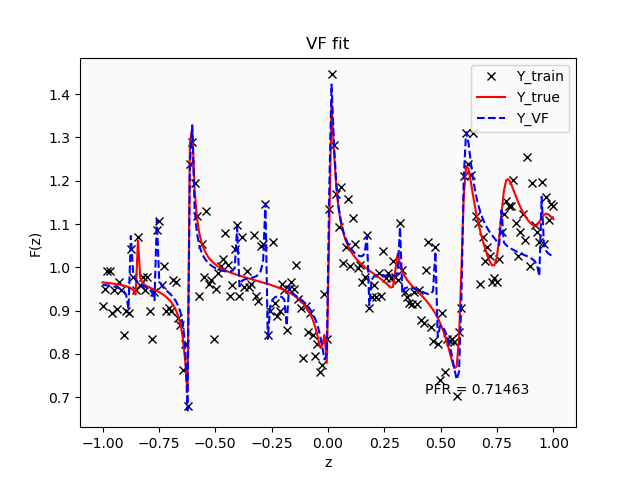 VF fit
Y_train
Y_true
Y_VF
F(z)
1.4
1.3
1.2
1.1
1.0
0.9
0.8
0.7
PFR = 0.71463
−1.00 −0.75 −0.50 −0.25 0.00 0.25 0.50 0.75 1.00
z